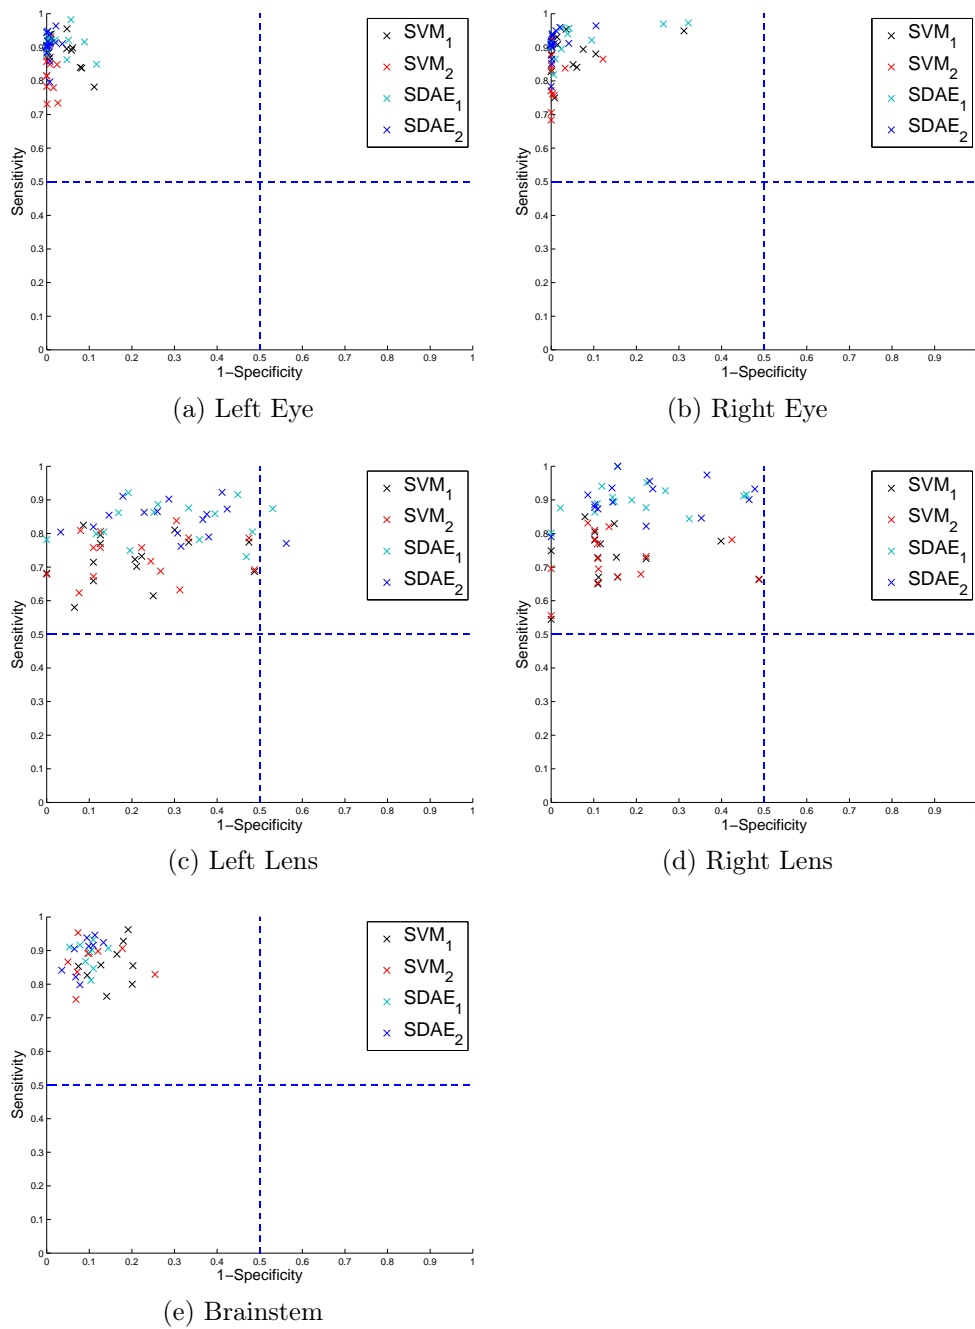 1
0.9
0.8
0.7
0.6
0.5
0.4
0.3
0.2
0.1
0
Sensitivity
0 0.1 0.2 0.3 0.4 0.5 0.6 0.7 0.8 0.9 1
1−Specificity
SVM1
SVM2
SDAE1
SDAE2
(a) Left Eye
1
0.9
0.8
0.7
0.6
0.5
0.4
0.3
0.2
0.1
0
Sensitivity
0 0.1 0.2 0.3 0.4 0.5 0.6 0.7 0.8 0.9
1−Specificity
SVM1
SVM2
SDAE1
SDAE2
(b) Right Eye
1
0.9
0.8
0.7
0.6
0.5
0.4
0.3
0.2
0.1
0
Sensitivity
0 0.1 0.2 0.3 0.4 0.5 0.6 0.7 0.8 0.9 1
1−Specificity
SVM1
SVM2
SDAE1
SDAE2
(c) Left Lens
1
0.9
0.8
0.7
0.6
0.5
0.4
0.3
0.2
0.1
0
Sensitivity
0 0.1 0.2 0.3 0.4 0.5 0.6 0.7 0.8 0.9
1−Specificity
SVM1
SVM2
SDAE1
SDAE2
(d) Right Lens
1
0.9
0.8
0.7
0.6
0.5
0.4
0.3
0.2
0.1
0
Sensitivity
0 0.1 0.2 0.3 0.4 0.5 0.6 0.7 0.8 0.9 1
1−Specificity
SVM1
SVM2
SDAE1
SDAE2
(e) Brainstem